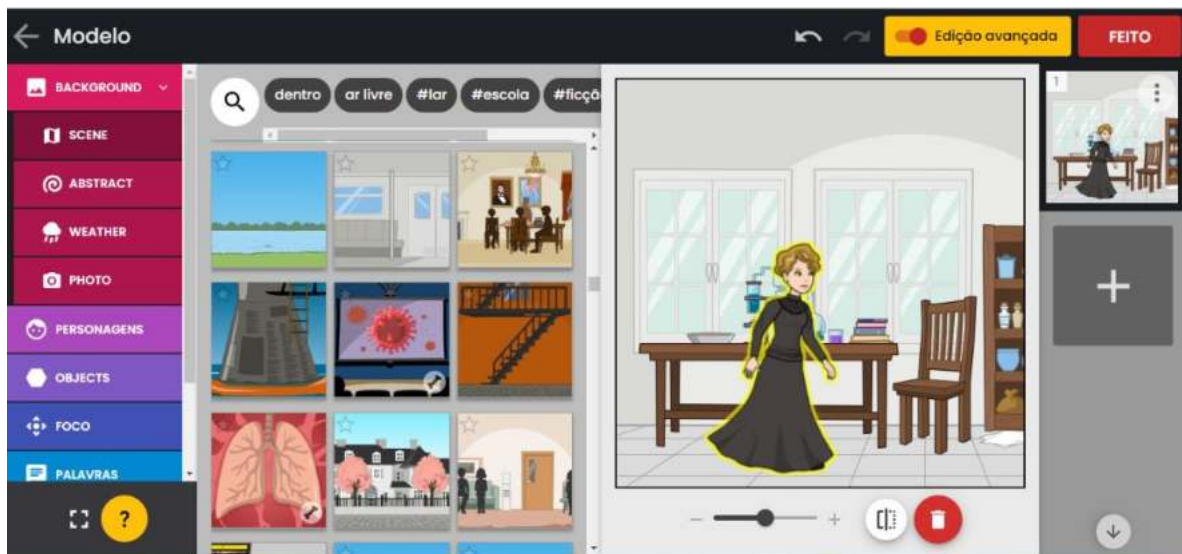 Modelo
Edição avançada
FEITO
BACKGROUND
SCENE
ABSTRACT
WEATHER
PHOTO
PERSONAGENS
OBJECTS
FOCO
PALAVRAS
?
dentro
ar livre
#lar
#escola
#ficçã
1